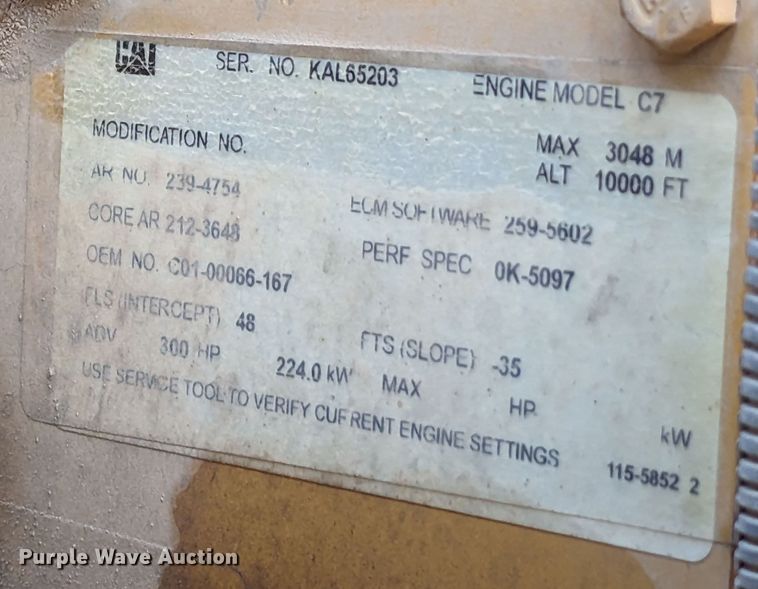 CAT SER. NO. KAL65203 ENGINE MODEL C7
MODIFICATION NO. MAX 3048 M
ALT 10000 FT
AR NO. 239-4754 ECM SOFTWARE 259-5602
CORE AR 212-3648 PERF SPEC 0K-5097
OEM NO. C01-00066-167
FLS (INTERCEPT) 48 FTS (SLOPE) -35
ADV 300 HP 224.0 kW MAX HP kW
USE SERVICE TOOL TO VERIFY CURRENT ENGINE SETTINGS 115-5852 2
Purple Wave Auction